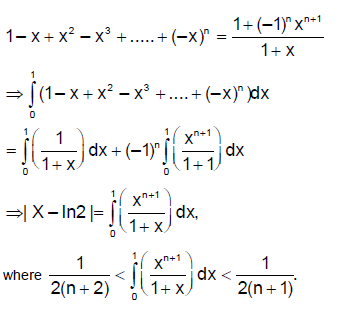 1 − x + x² − x³ + ..... + (−x)ⁿ = (1 + (−1)ⁿ xⁿ⁺¹)/(1 + x)
⇒ ∫₀¹ (1 − x + x² − x³ + .... + (−x)ⁿ )dx
= ∫₀¹ (1/(1 + x)) dx + (−1)ⁿ ∫₀¹ (xⁿ⁺¹/(1 + 1)) dx
⇒| X − ln2 |= ∫₀¹ (xⁿ⁺¹/(1 + x)) dx,
where 1/(2(n + 2)) < ∫₀¹ (xⁿ⁺¹/(1 + x)) dx < 1/(2(n + 1)).